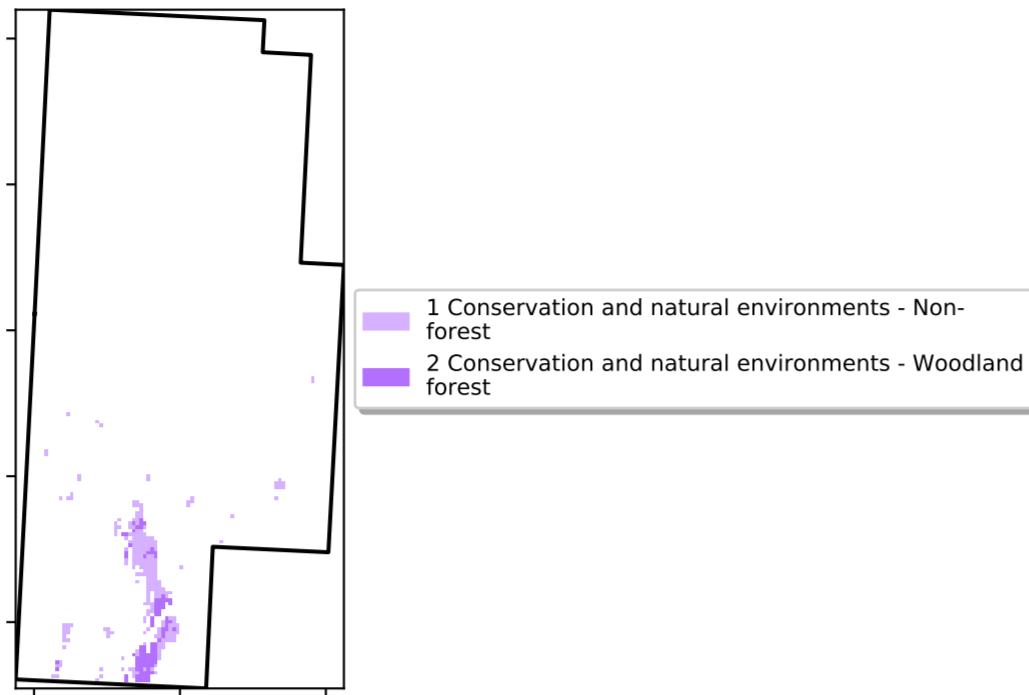 1 Conservation and natural environments - Non-
forest
2 Conservation and natural environments - Woodland
forest